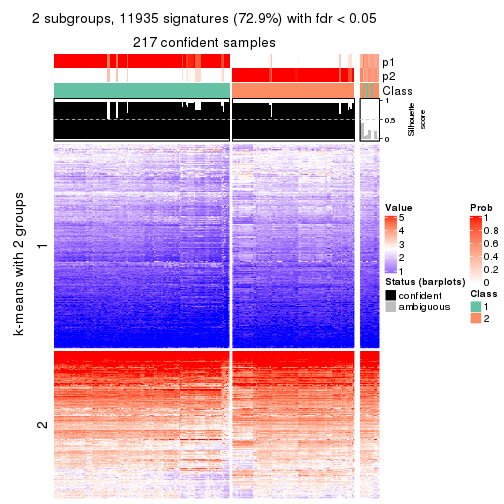 2 subgroups, 11935 signatures (72.9%) with fdr < 0.05
217 confident samples
p1
p2
Class
1
0.5
0
Silhouette
score
k-means with 2 groups
1
2
Value
5
4
3
2
1
Status (barplots)
confident
ambiguous
Prob
1
0.8
0.6
0.4
0.2
0
Class
1
2